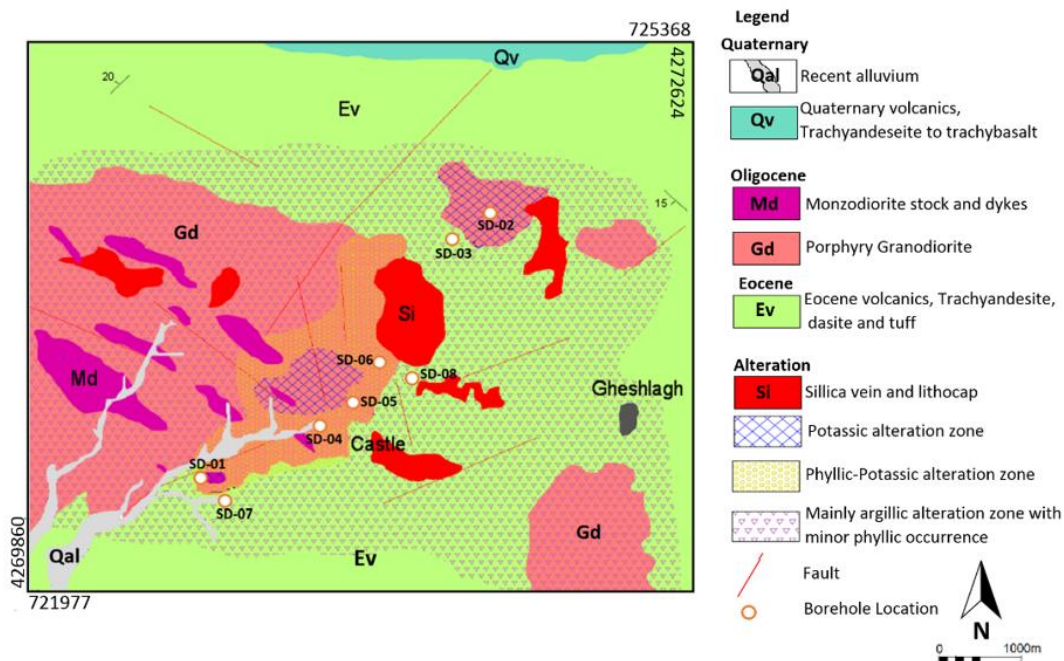 725368
4272624
Qv
20
Ev
15
Gd
SD-02
SD-03
Si
SD-06
SD-08
Md
Gheshlagh
SD-05
SD-04
Castle
SD-01
SD-07
Gd
Qal
Ev
4269860
721977
Legend
Quaternary
Qal Recent alluvium
Qv Quaternary volcanics,
Trachyandeseite to trachybasalt
Oligocene
Md Monzodiorite stock and dykes
Gd Porphyry Granodiorite
Eocene
Ev Eocene volcanics, Trachyandesite,
dasite and tuff
Alteration
Si Sillica vein and lithocap
Potassic alteration zone
Phyllic-Potassic alteration zone
Mainly argillic alteration zone with
minor phyllic occurrence
Fault
Borehole Location
N
0 1000m